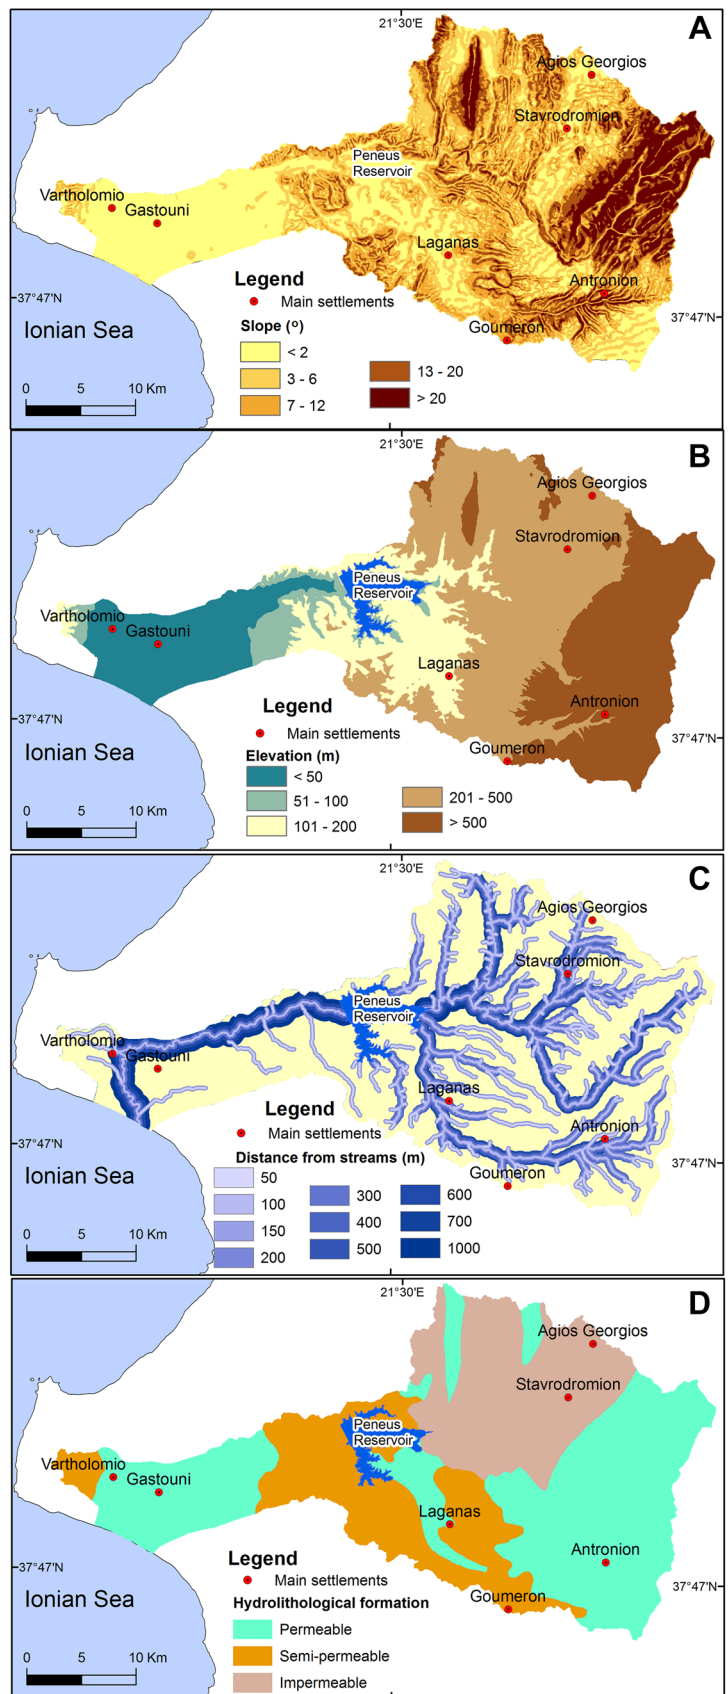 21°30'E
A
Agios Georgios
Stavrodromion
Peneus
Reservoir
Vartholomio
Gastouni
Laganas
Antronion
Goumeron
37°47'N
37°47'N
Ionian Sea
Legend
Main settlements
Slope (º)
< 2
3 - 6
7 - 12
13 - 20
> 20
0 5 10 Km
21°30'E
B
Agios Georgios
Stavrodromion
Peneus
Reservoir
Vartholomio
Gastouni
Laganas
Antronion
Goumeron
37°47'N
37°47'N
Ionian Sea
Legend
Main settlements
Elevation (m)
< 50
51 - 100
101 - 200
201 - 500
> 500
0 5 10 Km
21°30'E
C
Agios Georgios
Stavrodromion
Peneus
Reservoir
Vartholomio
Gastouni
Laganas
Antronion
Goumeron
37°47'N
37°47'N
Ionian Sea
Legend
Main settlements
Distance from streams (m)
50
100
150
200
300
400
500
600
700
1000
0 5 10 Km
21°30'E
D
Agios Georgios
Stavrodromion
Peneus
Reservoir
Vartholomio
Gastouni
Laganas
Antronion
Goumeron
37°47'N
37°47'N
Ionian Sea
Legend
Main settlements
Hydrolithological formation
Permeable
Semi-permeable
Impermeable
0 5 10 Km